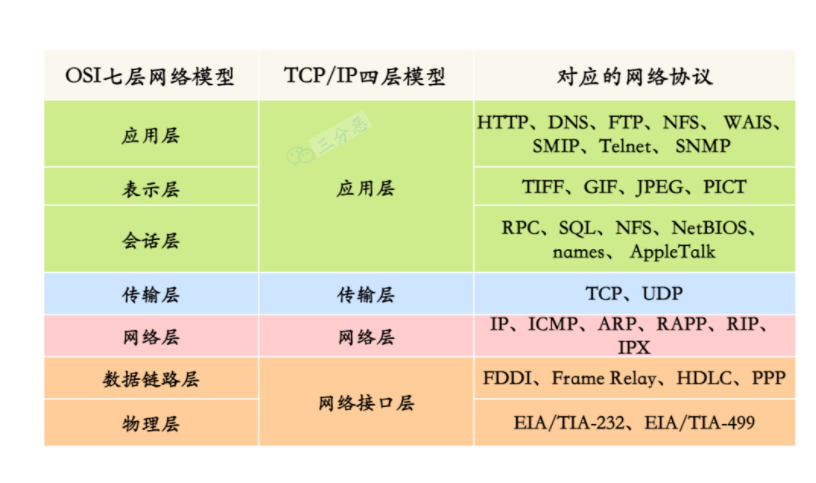 OSI七层网络模型 TCP/IP四层模型 对应的网络协议
应用层 应用层 HTTP、DNS、FTP、NFS、 WAIS、
SMIP、Telnet、 SNMP
三分恶
表示层 TIFF、GIF、JPEG、PICT
会话层 RPC、SQL、NFS、NetBIOS、
names、 AppleTalk
传输层 传输层 TCP、UDP
网络层 网络层 IP、ICMP、ARP、RAPP、RIP、
IPX
数据链路层 网络接口层 FDDI、Frame Relay、HDLC、PPP
物理层 EIA/TIA-232、EIA/TIA-499